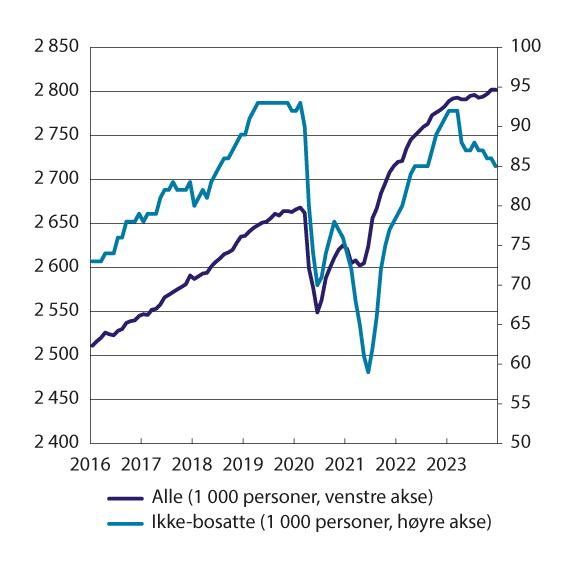 2 850 100
2 800 95
2 750 90
2 700 85
2 650 80
2 600 75
2 550 70
2 500 65
2 450 60
2 400 55
50
2016 2017 2018 2019 2020 2021 2022 2023
Alle (1 000 personer, venstre akse)
Ikke-bosatte (1 000 personer, høyre akse)